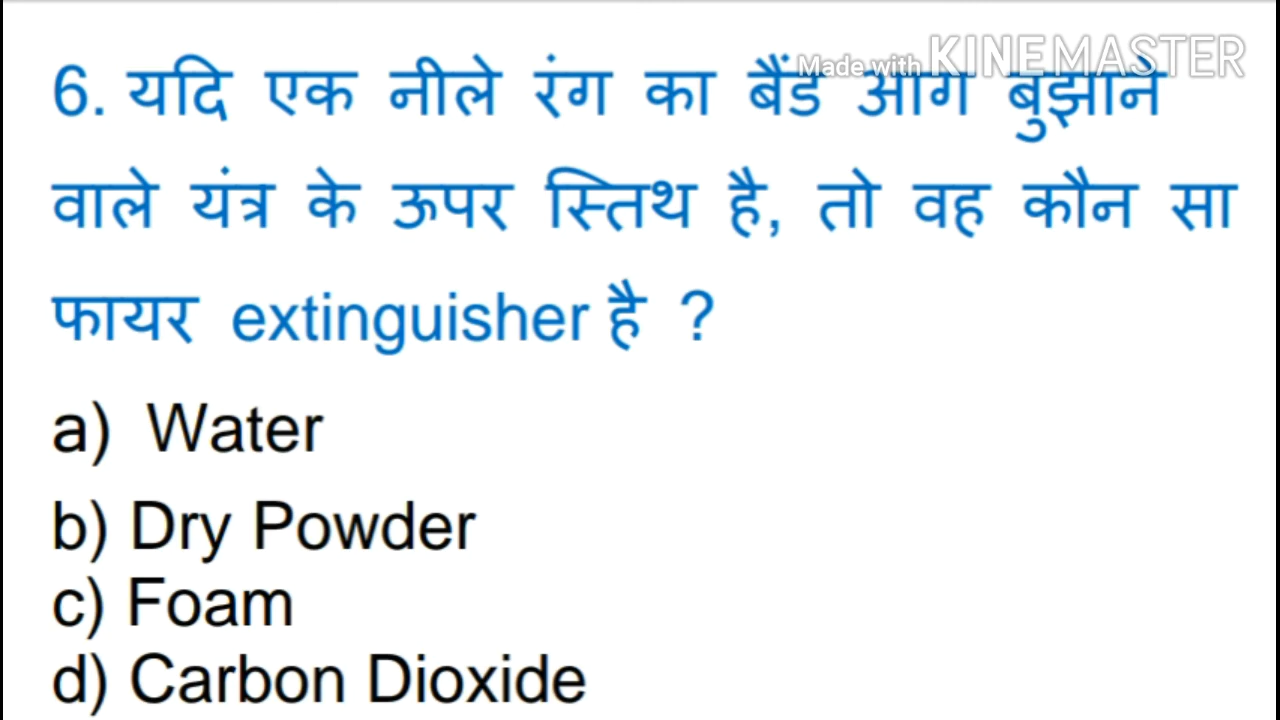 Made with KINEMASTER
6. यदि एक नीले रंग का बैंड आग बुझाने
वाले यंत्र के ऊपर स्तिथ है, तो वह कौन सा
फायर extinguisher है ?
a) Water
b) Dry Powder
c) Foam
d) Carbon Dioxide